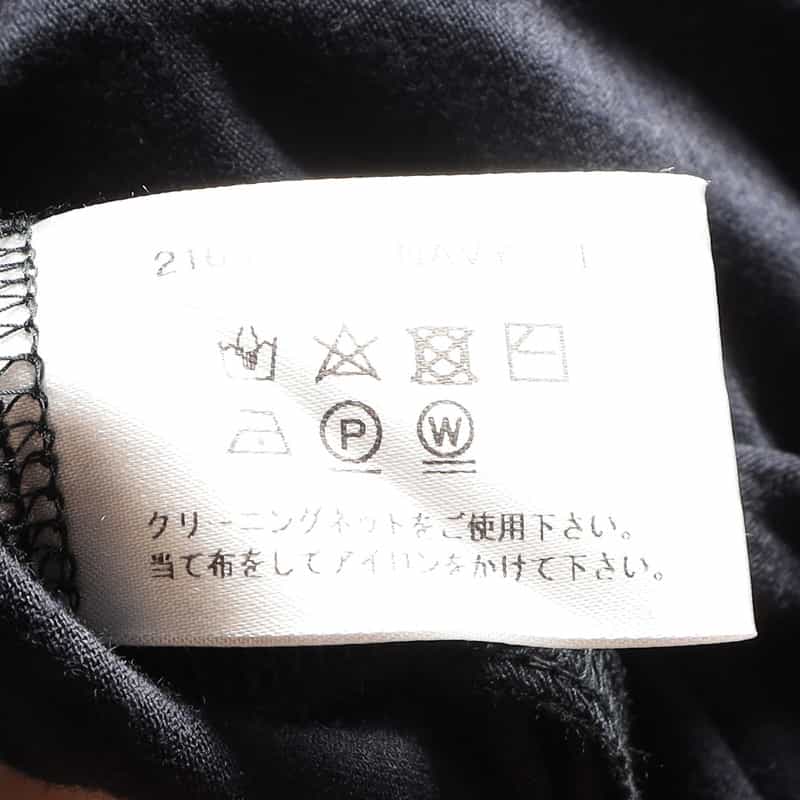 NAVY
P W
クリーニングネットをご使用下さい。
当て布をしてアイロンをかけて下さい。